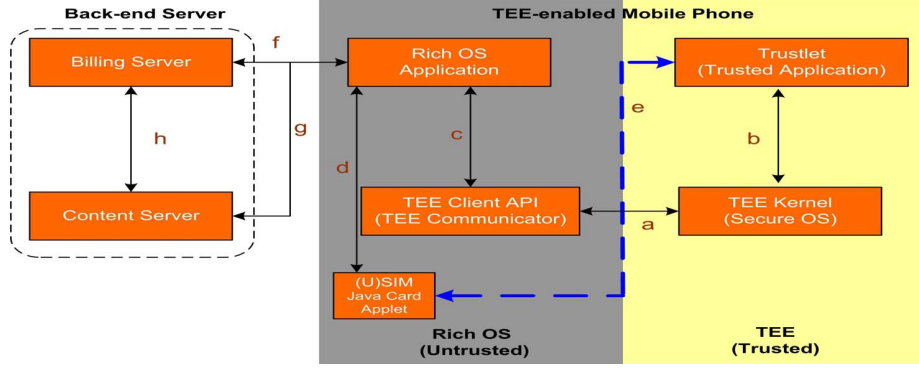 Back-end Server
TEE-enabled Mobile Phone
Billing Server
f
Rich OS
Application
Trustlet
(Trusted Application)
h
g
d
c
e
b
Content Server
TEE Client API
(TEE Communicator)
a
TEE Kernel
(Secure OS)
(U)SIM
Java Card
Applet
Rich OS
(Untrusted)
TEE
(Trusted)